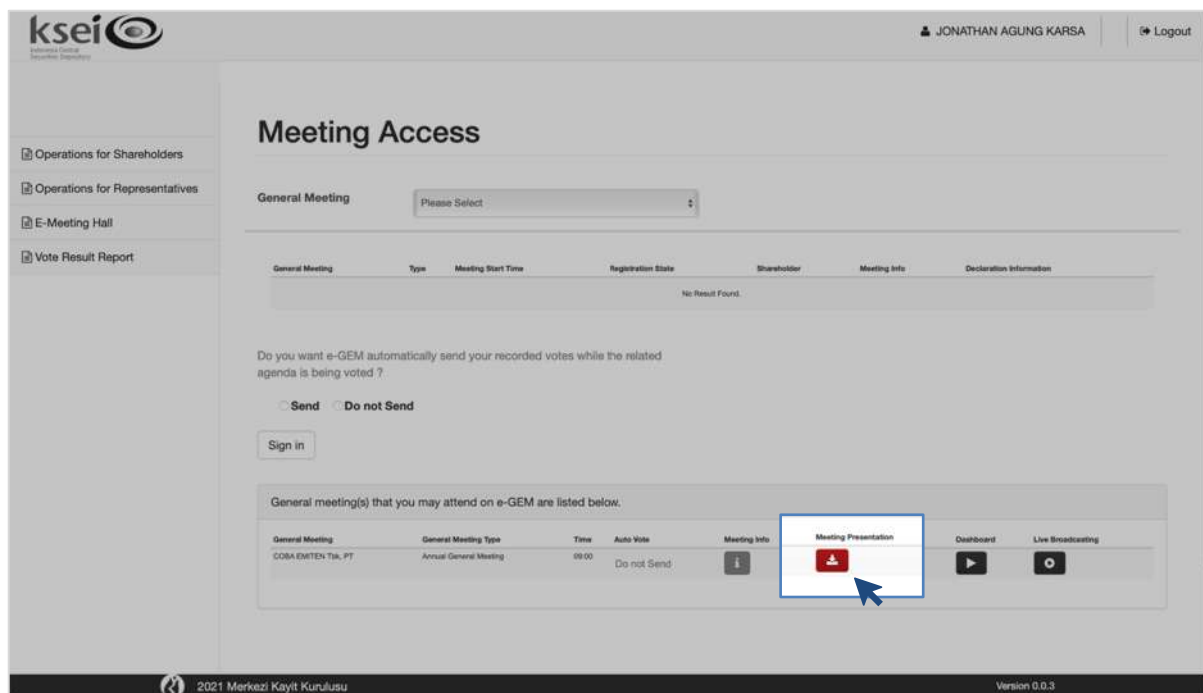 ksei
Indonesia Central
Securities Depository
JONATHAN AGUNG KARSA
Logout
Operations for Shareholders
Operations for Representatives
E-Meeting Hall
Vote Result Report
Meeting Access
General Meeting Please Select
General Meeting Type Meeting Start Time Registration State Shareholder Meeting Info Declaration Information
No Result Found.
Do you want e-GEM automatically send your recorded votes while the related
agenda is being voted ?
Send Do not Send
Sign in
General meeting(s) that you may attend on e-GEM are listed below.
General Meeting General Meeting Type Time Auto Vote Meeting Info Meeting Presentation Dashboard Live Broadcasting
COBA EMITEN Tbk, PT Annual General Meeting 09:00 Do not Send
2021 Merkezi Kayit Kurulusu
Version 0.0.3